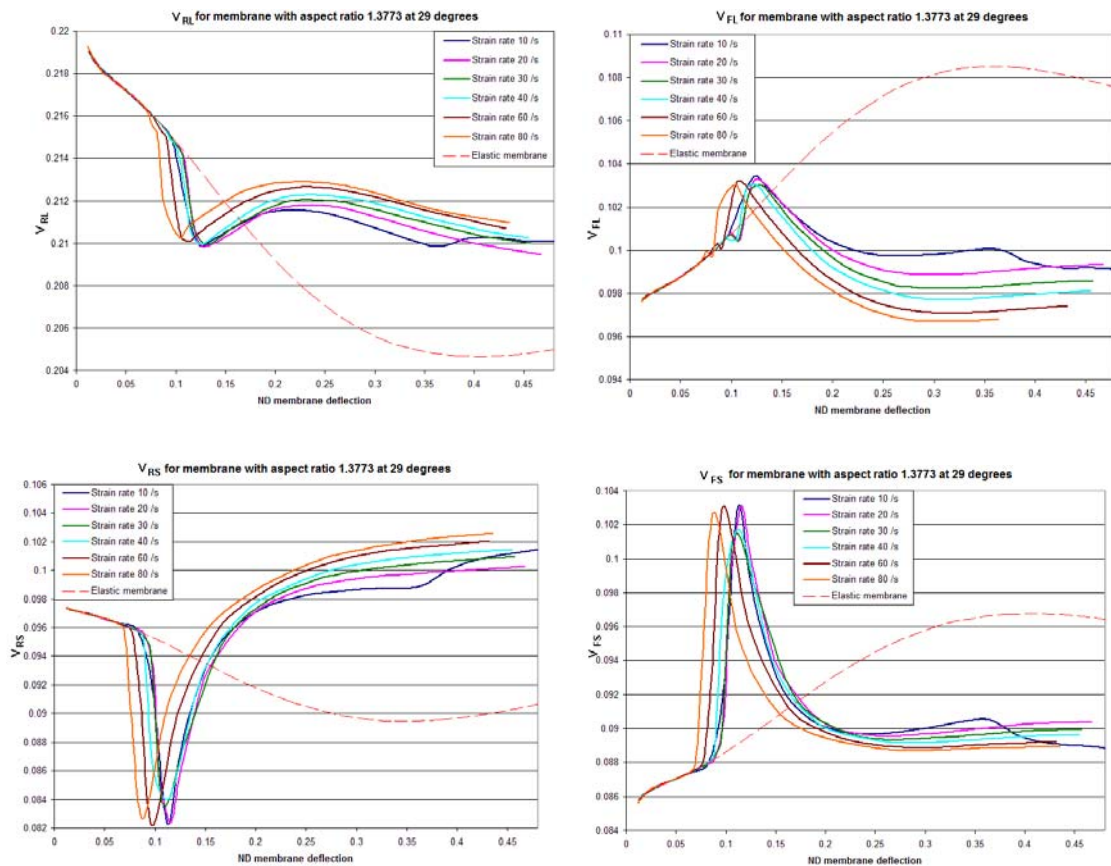 V RL for membrane with aspect ratio 1.3773 at 29 degrees
0.22
0.218
0.216
0.214
0.212
0.210
0.208
0.206
0.204
V RL
Strain rate 10 /s
Strain rate 20 /s
Strain rate 30 /s
Strain rate 40 /s
Strain rate 60 /s
Strain rate 80 /s
Elastic membrane
0 0.05 0.1 0.15 0.2 0.25 0.3 0.35 0.4 0.45
ND membrane deflection
V FL for membrane with aspect ratio 1.3773 at 29 degrees
0.11
0.108
0.106
0.104
0.102
0.1
0.098
0.096
0.094
V FL
Strain rate 10 /s
Strain rate 20 /s
Strain rate 30 /s
Strain rate 40 /s
Strain rate 60 /s
Strain rate 80 /s
Elastic membrane
0 0.05 0.1 0.15 0.2 0.25 0.3 0.35 0.4 0.45
ND membrane deflection
V RS for membrane with aspect ratio 1.3773 at 29 degrees
0.106
0.104
0.102
0.1
0.098
0.096
0.094
0.092
0.09
0.088
0.086
0.084
0.082
V RS
Strain rate 10 /s
Strain rate 20 /s
Strain rate 30 /s
Strain rate 40 /s
Strain rate 60 /s
Strain rate 80 /s
Elastic membrane
0 0.05 0.1 0.15 0.2 0.25 0.3 0.35 0.4 0.45
ND membrane deflection
V FS for membrane with aspect ratio 1.3773 at 29 degrees
0.104
0.102
0.1
0.098
0.096
0.094
0.092
0.09
0.088
0.086
0.084
V FS
Strain rate 10 /s
Strain rate 20 /s
Strain rate 30 /s
Strain rate 40 /s
Strain rate 60 /s
Strain rate 80 /s
Elastic membrane
0 0.05 0.1 0.15 0.2 0.25 0.3 0.35 0.4 0.45
ND membrane deflection